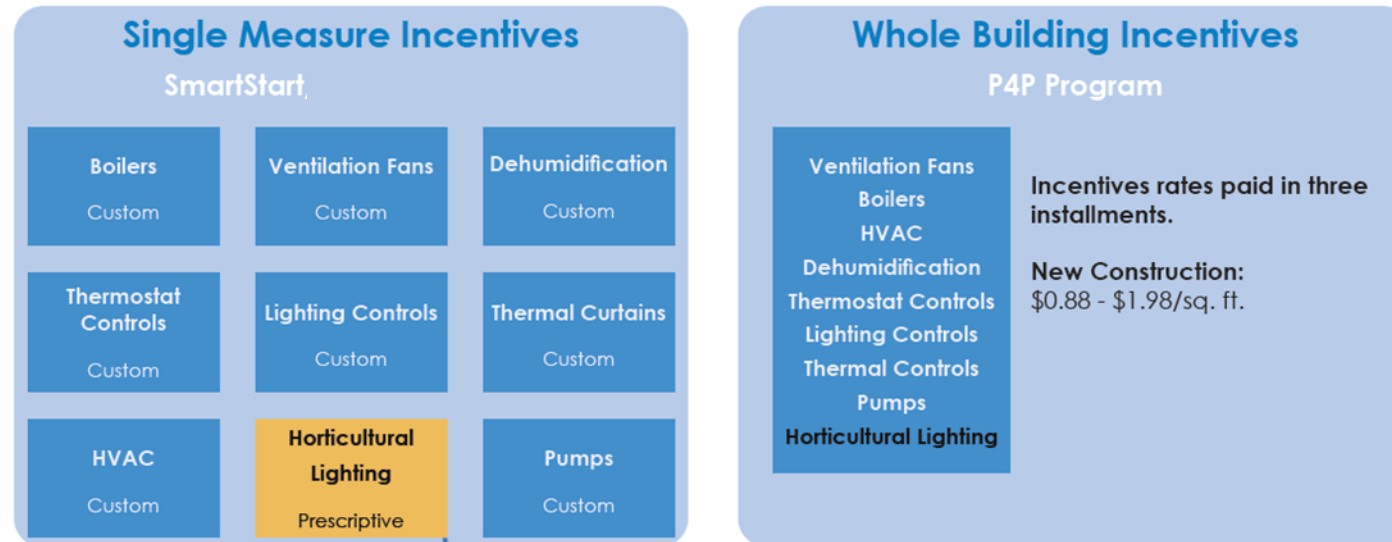 Single Measure Incentives
SmartStart
Boilers
Custom
Ventilation Fans
Custom
Dehumidification
Custom
Thermostat
Controls
Custom
Lighting Controls
Custom
Thermal Curtains
Custom
HVAC
Custom
Horticultural
Lighting
Prescriptive
Pumps
Custom
Whole Building Incentives
P4P Program
Ventilation Fans
Boilers
HVAC
Dehumidification
Thermostat Controls
Lighting Controls
Thermal Controls
Pumps
Horticultural Lighting
Incentives rates paid in three
installments.
New Construction:
$0.88 - $1.98/sq. ft.